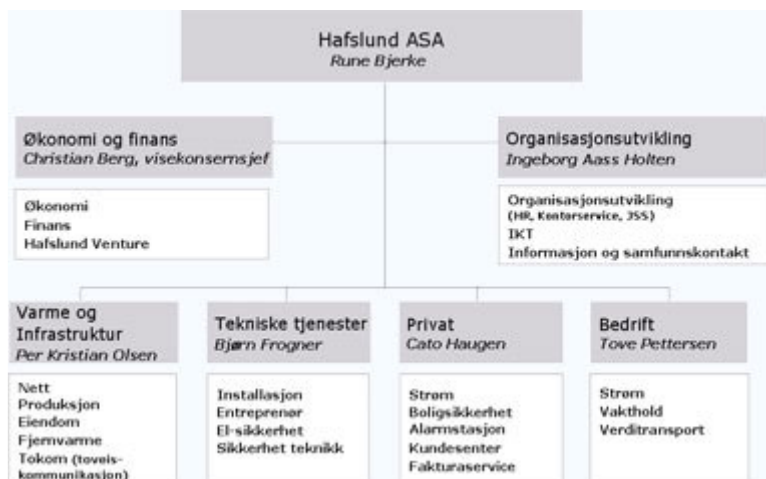 Hafslund ASA
Rune Bjerke
Økonomi og finans
Christian Berg, visekonsernsjef
Økonomi
Finans
Hafslund Venture
Organisasjonsutvikling
Ingeborg Aass Holten
Organisasjonsutvikling
(HR, Kontorservice, JSS)
IKT
Informasjon og samfunnskontakt
Varme og
Infrastruktur
Per Kristian Olsen
Nett
Produksjon
Eiendom
Fjernvarme
Tokom (toveis-
kommunikasjon)
Tekniske tjenester
Bjørn Frogner
Installasjon
Entreprenør
El-sikkerhet
Sikkerhet teknikk
Privat
Cato Haugen
Strøm
Boligsikkerhet
Alarmstasjon
Kundesenter
Fakturaservice
Bedrift
Tove Pettersen
Strøm
Vakthold
Verditransport